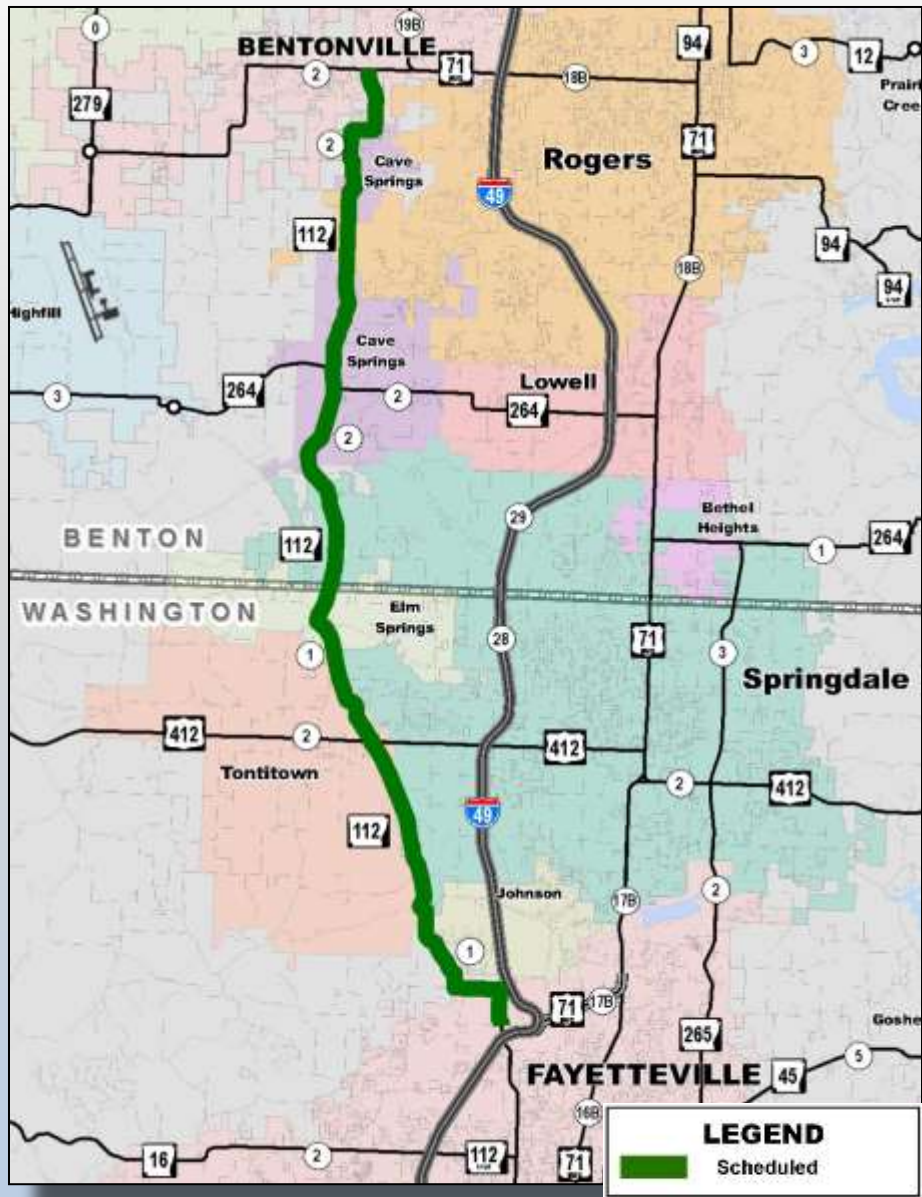 19B
94
0
BENTONVILLE
3
12
2
71
18B
279
Prairi
Cree
71
2
Rogers
Cave
Springs
49
112
94
94
18B
Highfill
Cave
Springs
Lowell
3
264
2
264
2
29
Bethel
Heights
264
112
1
BENTON
WASHINGTON
Elm
Springs
28
71
1
3
Springdale
412
2
412
Tontitown
2
412
49
112
Johnson
2
17B
1
17B
71
265
Goshe
FAYETTEVILLE
5
45
16B
16
2
112
71
LEGEND
Scheduled